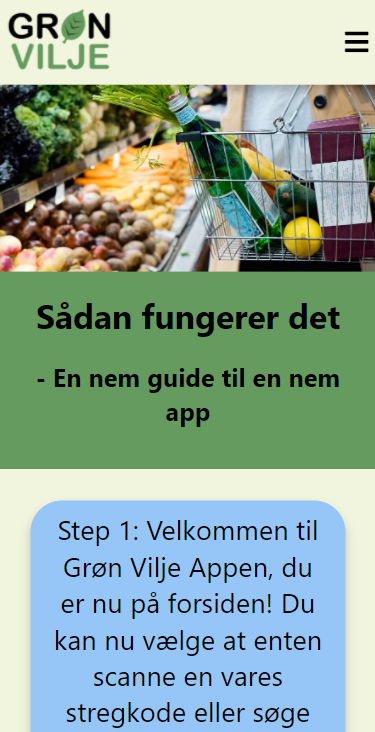 GRØN
VILJE
Sådan fungerer det
- En nem guide til en nem
app
Step 1: Velkommen til
Grøn Vilje Appen, du
er nu på forsiden! Du
kan nu vælge at enten
scanne en vares
stregkode eller søge